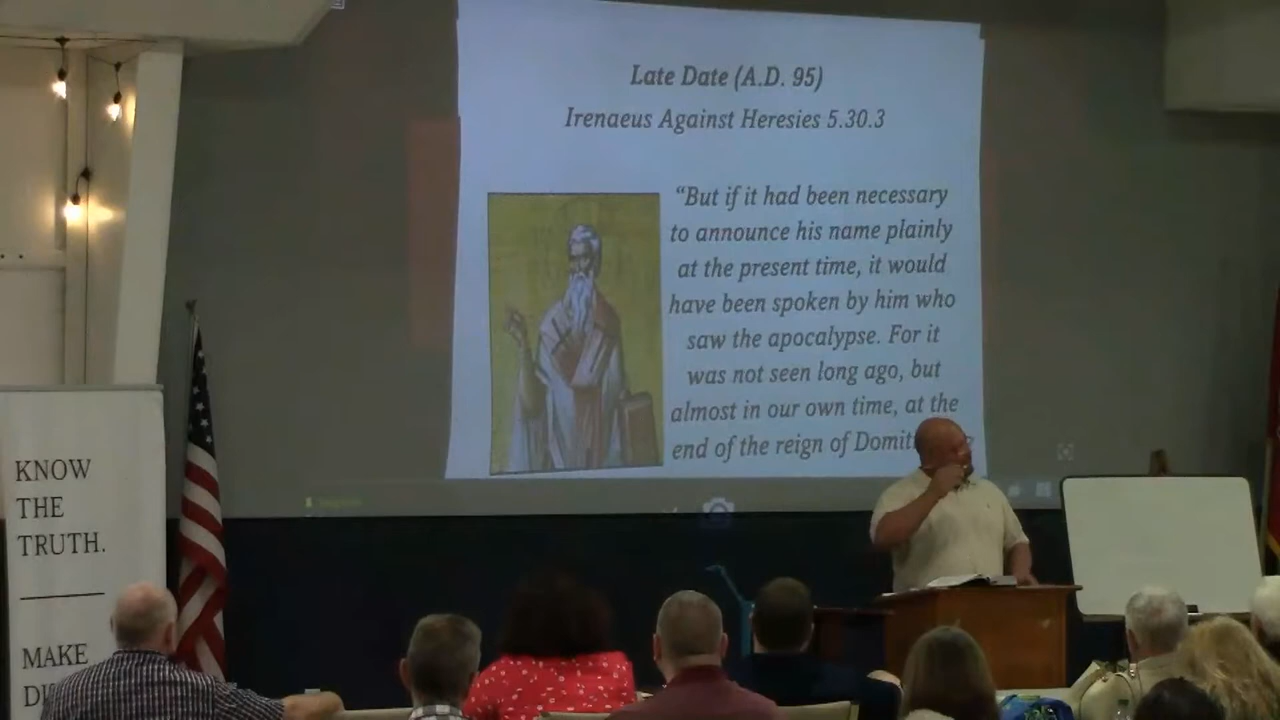 Late Date (A.D. 95)
Irenaeus Against Heresies 5.30.3
“But if it had been necessary
to announce his name plainly
at the present time, it would
have been spoken by him who
saw the apocalypse. For it
was not seen long ago, but
almost in our own time, at the
end of the reign of
KNOW
THE
TRUTH.
MAKE